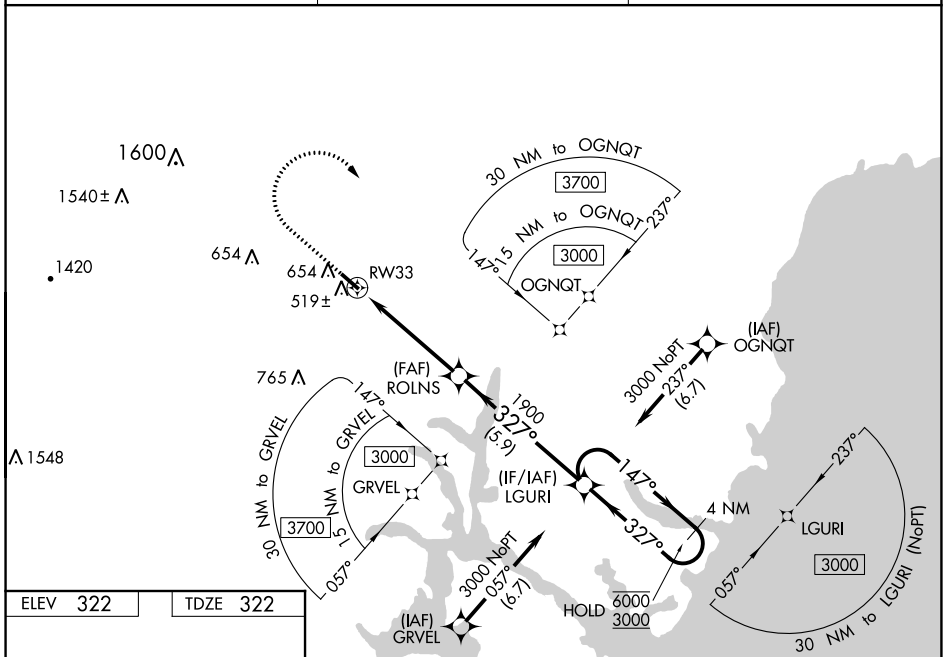 30 NM to OGNQT
3700
15 NM to OGNQT
3000
237°
147°
OGNQT
1600
1540±
1420
654
654
519±
RW33
(IAF)
OGNQT
3000 NoPT
237°
(6.7)
(FAF)
ROLNS
765
1548
1900
327°
(5.9)
30 NM to GRVEL
3700
15 NM to GRVEL
3000
147°
GRVEL
057°
(IF/IAF)
LGURI
147°
327°
4 NM
HOLD
6000
3000
237°
LGURI
057°
3000
30 NM to LGURI (NoPT)
3000 NoPT
057°
(6.7)
(IAF)
GRVEL
ELEV 322
TDZE 322